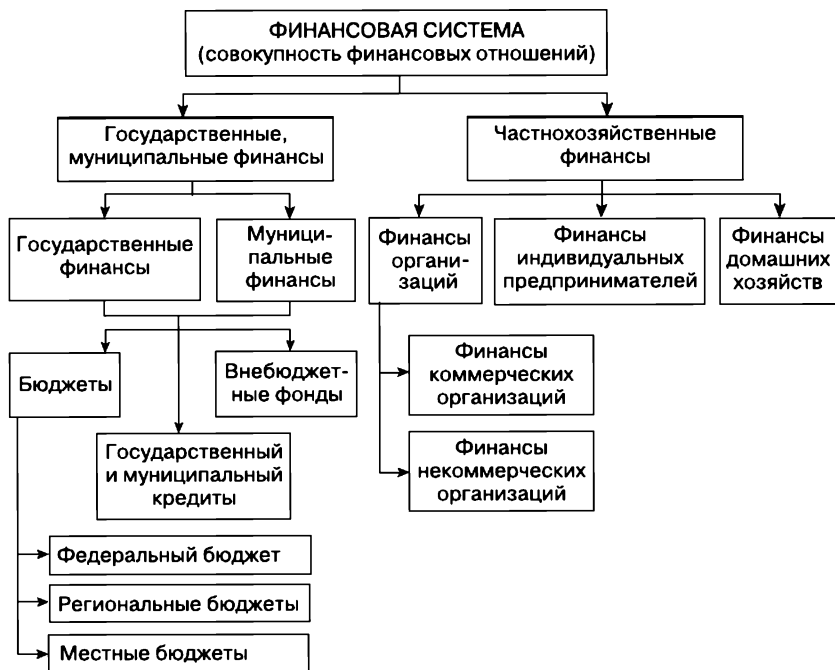 ФИНАНСОВАЯ СИСТЕМА
(совокупность финансовых отношений)
Государственные,
муниципальные финансы
Частнохозяйственные
финансы
Государственные
финансы
Муници-
пальные
финансы
Финансы
органи-
заций
Финансы
индивидуальных
предпринимателей
Финансы
домашних
хозяйств
Бюджеты
Внебюджет-
ные фонды
Финансы
коммерческих
организаций
Государственный
и муниципальный
кредиты
Финансы
некоммерческих
организаций
Федеральный бюджет
Региональные бюджеты
Местные бюджеты